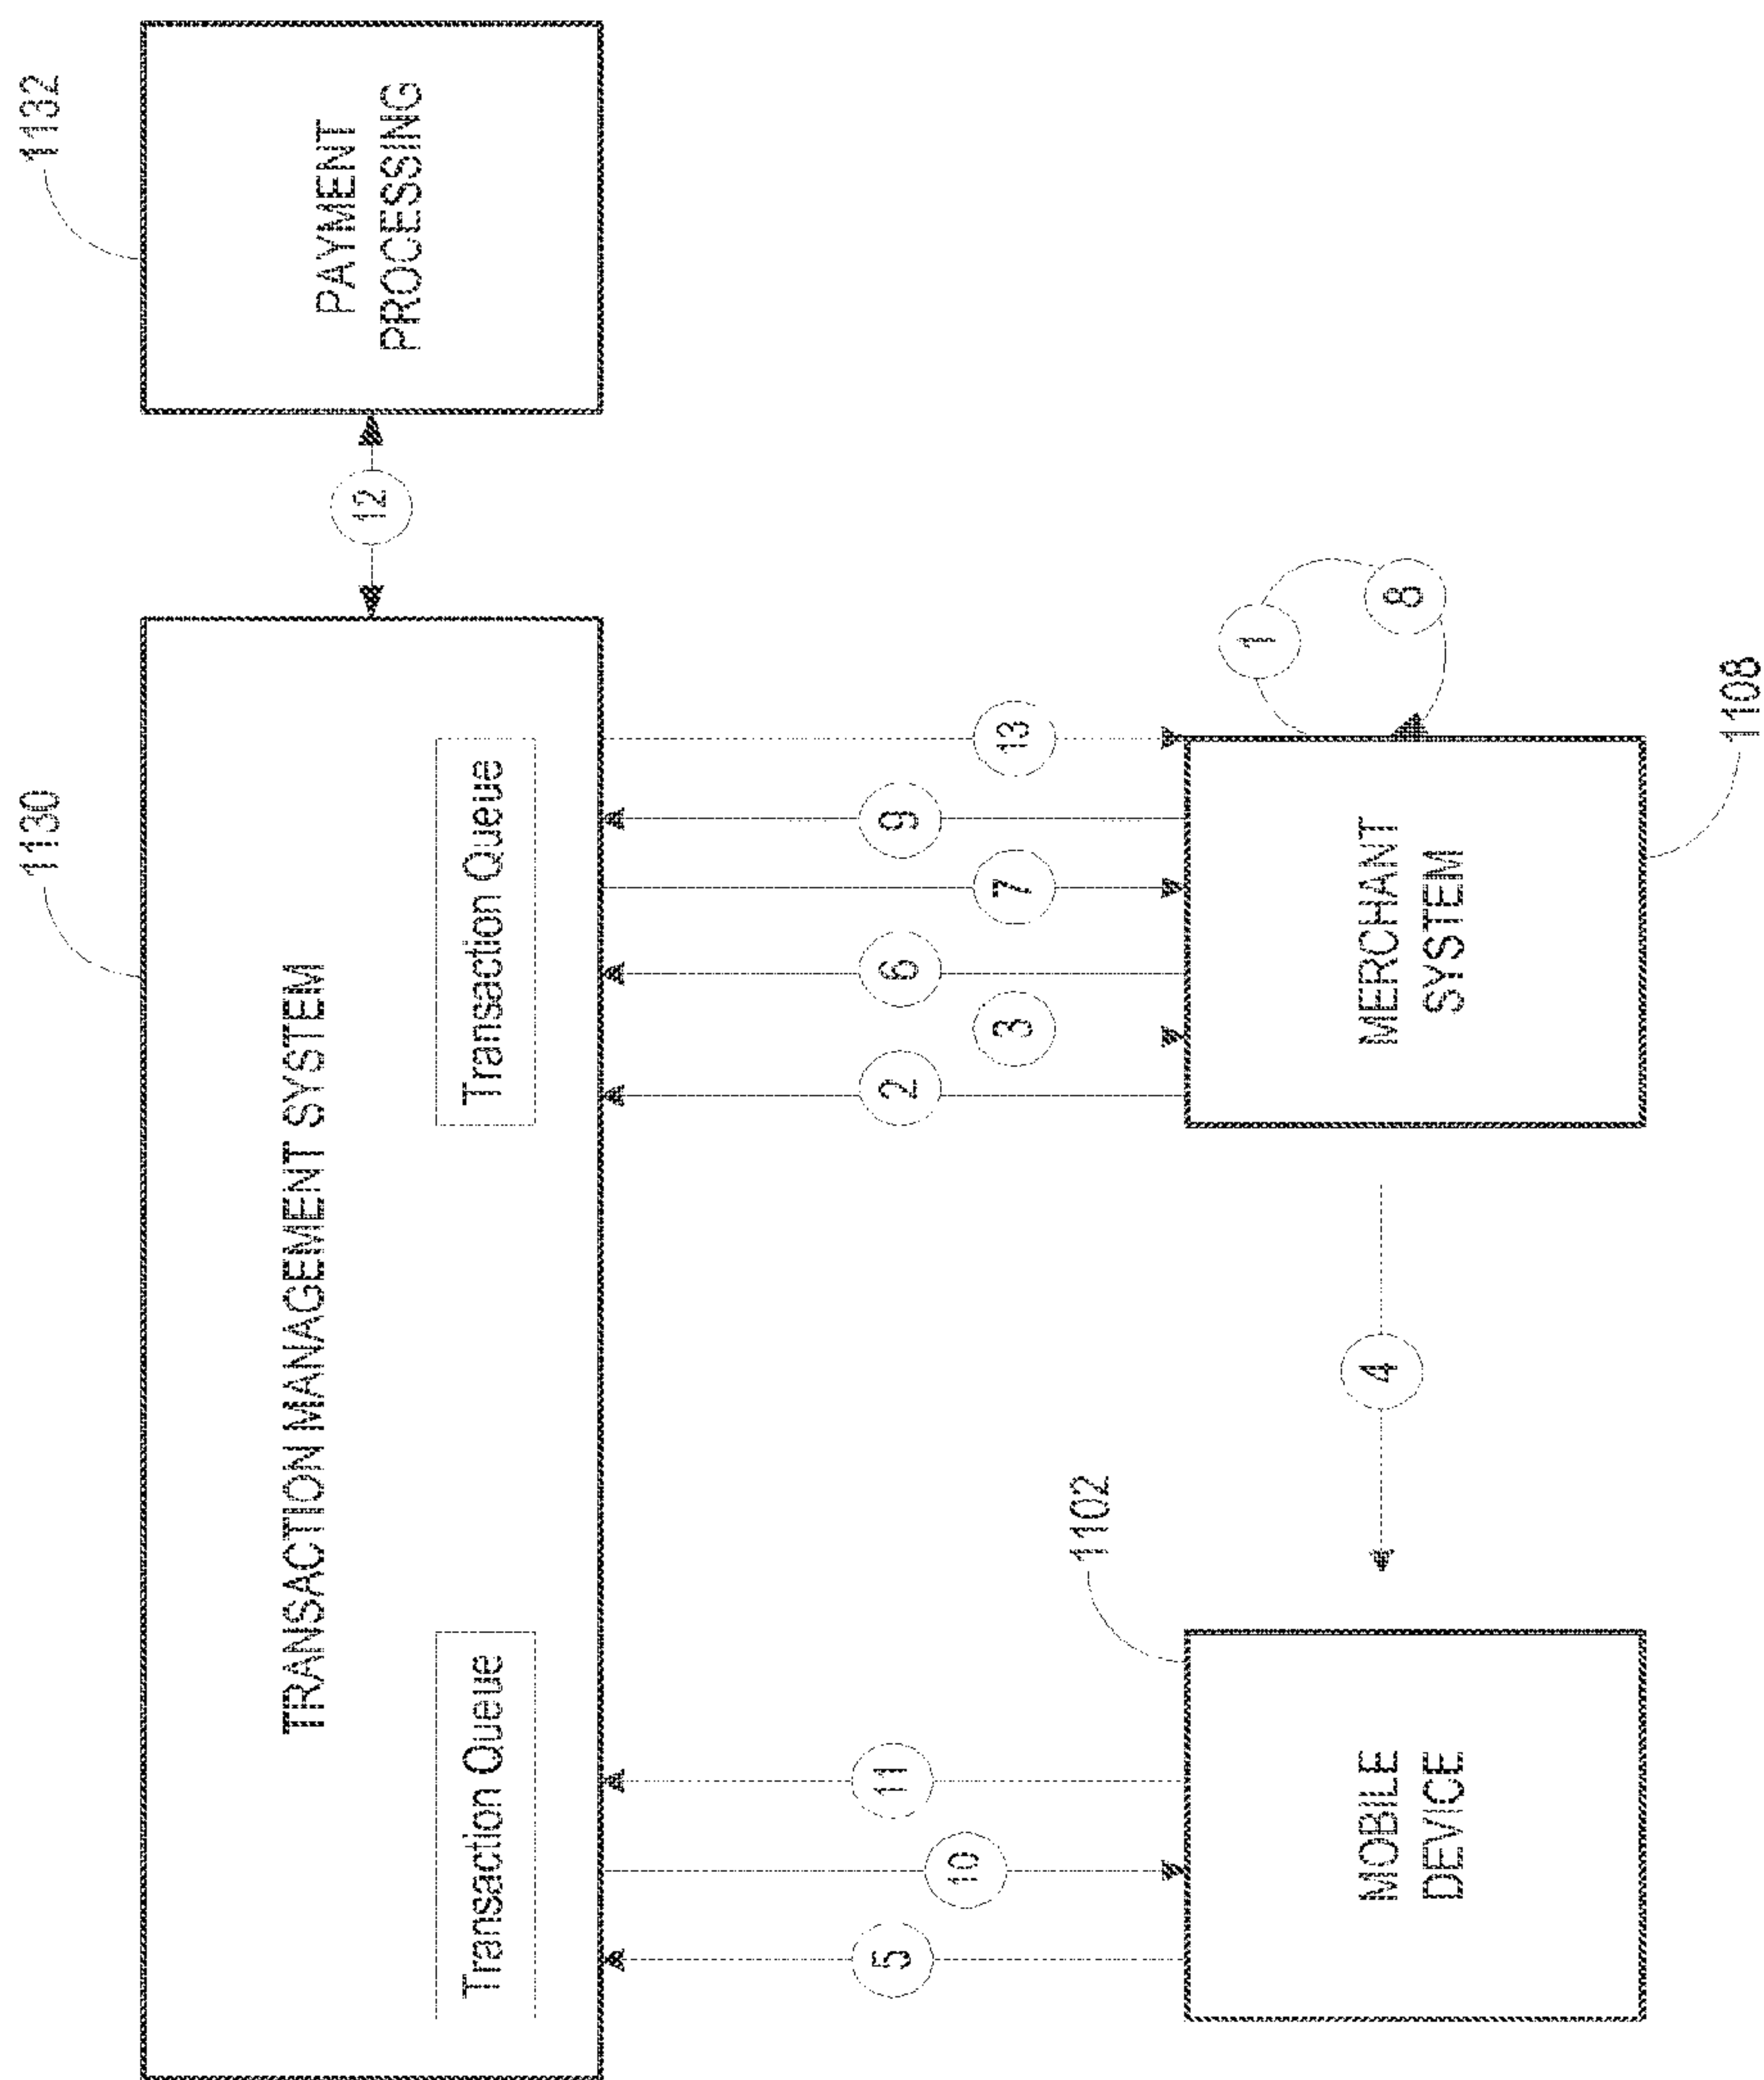 1130
1132
TRANSACTION MANAGEMENT SYSTEM
PAYMENT
PROCESSING
12
Transaction Queue
Transaction Queue
5
10
11
2
3
6
7
9
13
1102
MOBILE
DEVICE
4
MERCHANT
SYSTEM
1
8
1108